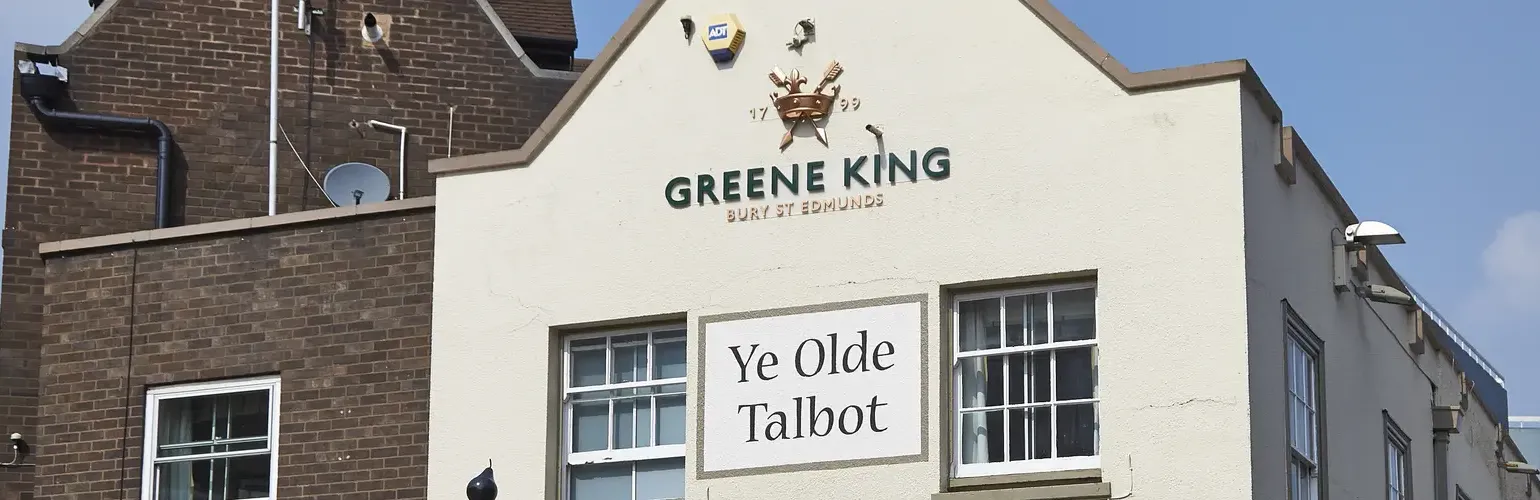 ADT
17 99
GREENE KING
BURY ST EDMUNDS
Ye Olde
Talbot